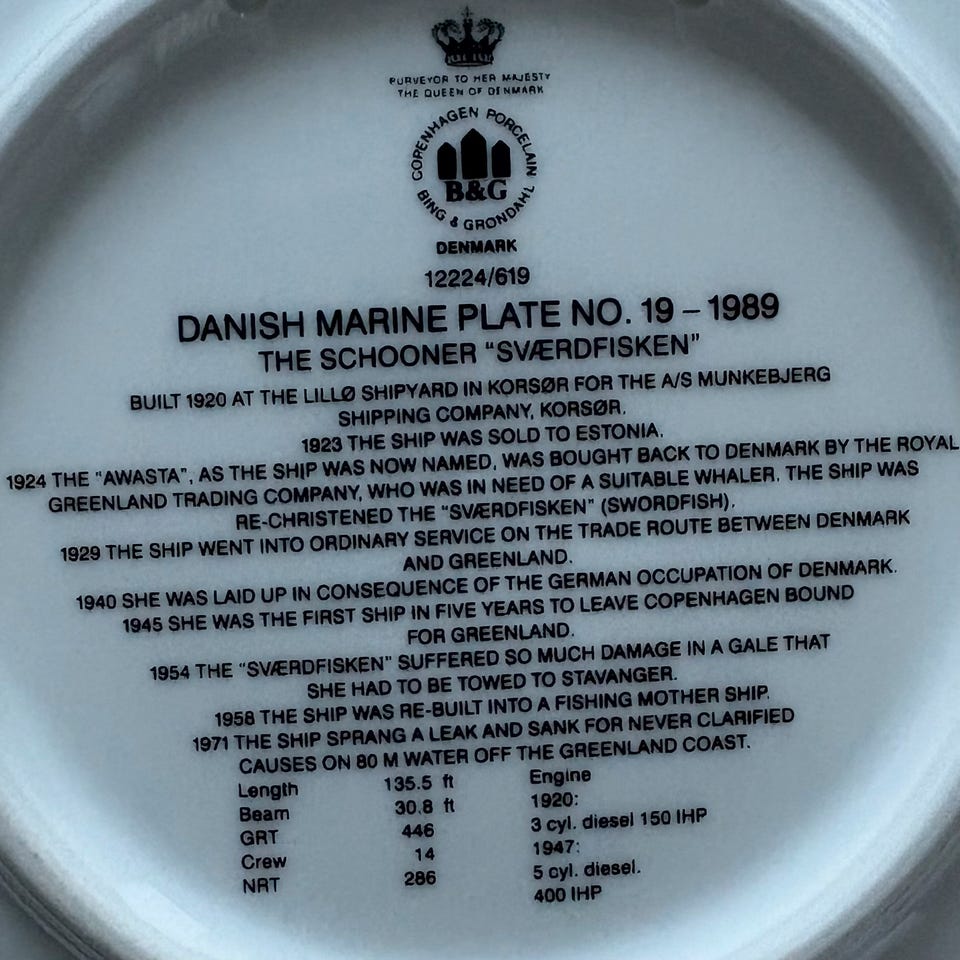 PURVEYOR TO HER MAJESTY
THE QUEEN OF DENMARK
COPENHAGEN PORCELAIN
B&G
BING & GRONDAHL
DENMARK
12224/619
DANISH MARINE PLATE NO. 19 – 1989
THE SCHOONER “SVÆRDFISKEN”
BUILT 1920 AT THE LILLØ SHIPYARD IN KORSØR FOR THE A/S MUNKEBJERG
SHIPPING COMPANY, KORSØR.
1923 THE SHIP WAS SOLD TO ESTONIA.
1924 THE “AWASTA”, AS THE SHIP WAS NOW NAMED, WAS BOUGHT BACK TO DENMARK BY THE ROYAL
GREENLAND TRADING COMPANY, WHO WAS IN NEED OF A SUITABLE WHALER. THE SHIP WAS
RE-CHRISTENED THE “SVÆRDFISKEN” (SWORDFISH).
1929 THE SHIP WENT INTO ORDINARY SERVICE ON THE TRADE ROUTE BETWEEN DENMARK
AND GREENLAND.
1940 SHE WAS LAID UP IN CONSEQUENCE OF THE GERMAN OCCUPATION OF DENMARK.
1945 SHE WAS THE FIRST SHIP IN FIVE YEARS TO LEAVE COPENHAGEN BOUND
FOR GREENLAND.
1954 THE “SVÆRDFISKEN” SUFFERED SO MUCH DAMAGE IN A GALE THAT
SHE HAD TO BE TOWED TO STAVANGER.
1958 THE SHIP WAS RE-BUILT INTO A FISHING MOTHER SHIP.
1971 THE SHIP SPRANG A LEAK AND SANK FOR NEVER CLARIFIED
CAUSES ON 80 M WATER OFF THE GREENLAND COAST.
Length 135.5 ft Engine
Beam 30.8 ft 1920:
GRT 446 3 cyl. diesel 150 IHP
Crew 14 1947:
NRT 286 5 cyl. diesel.
400 IHP